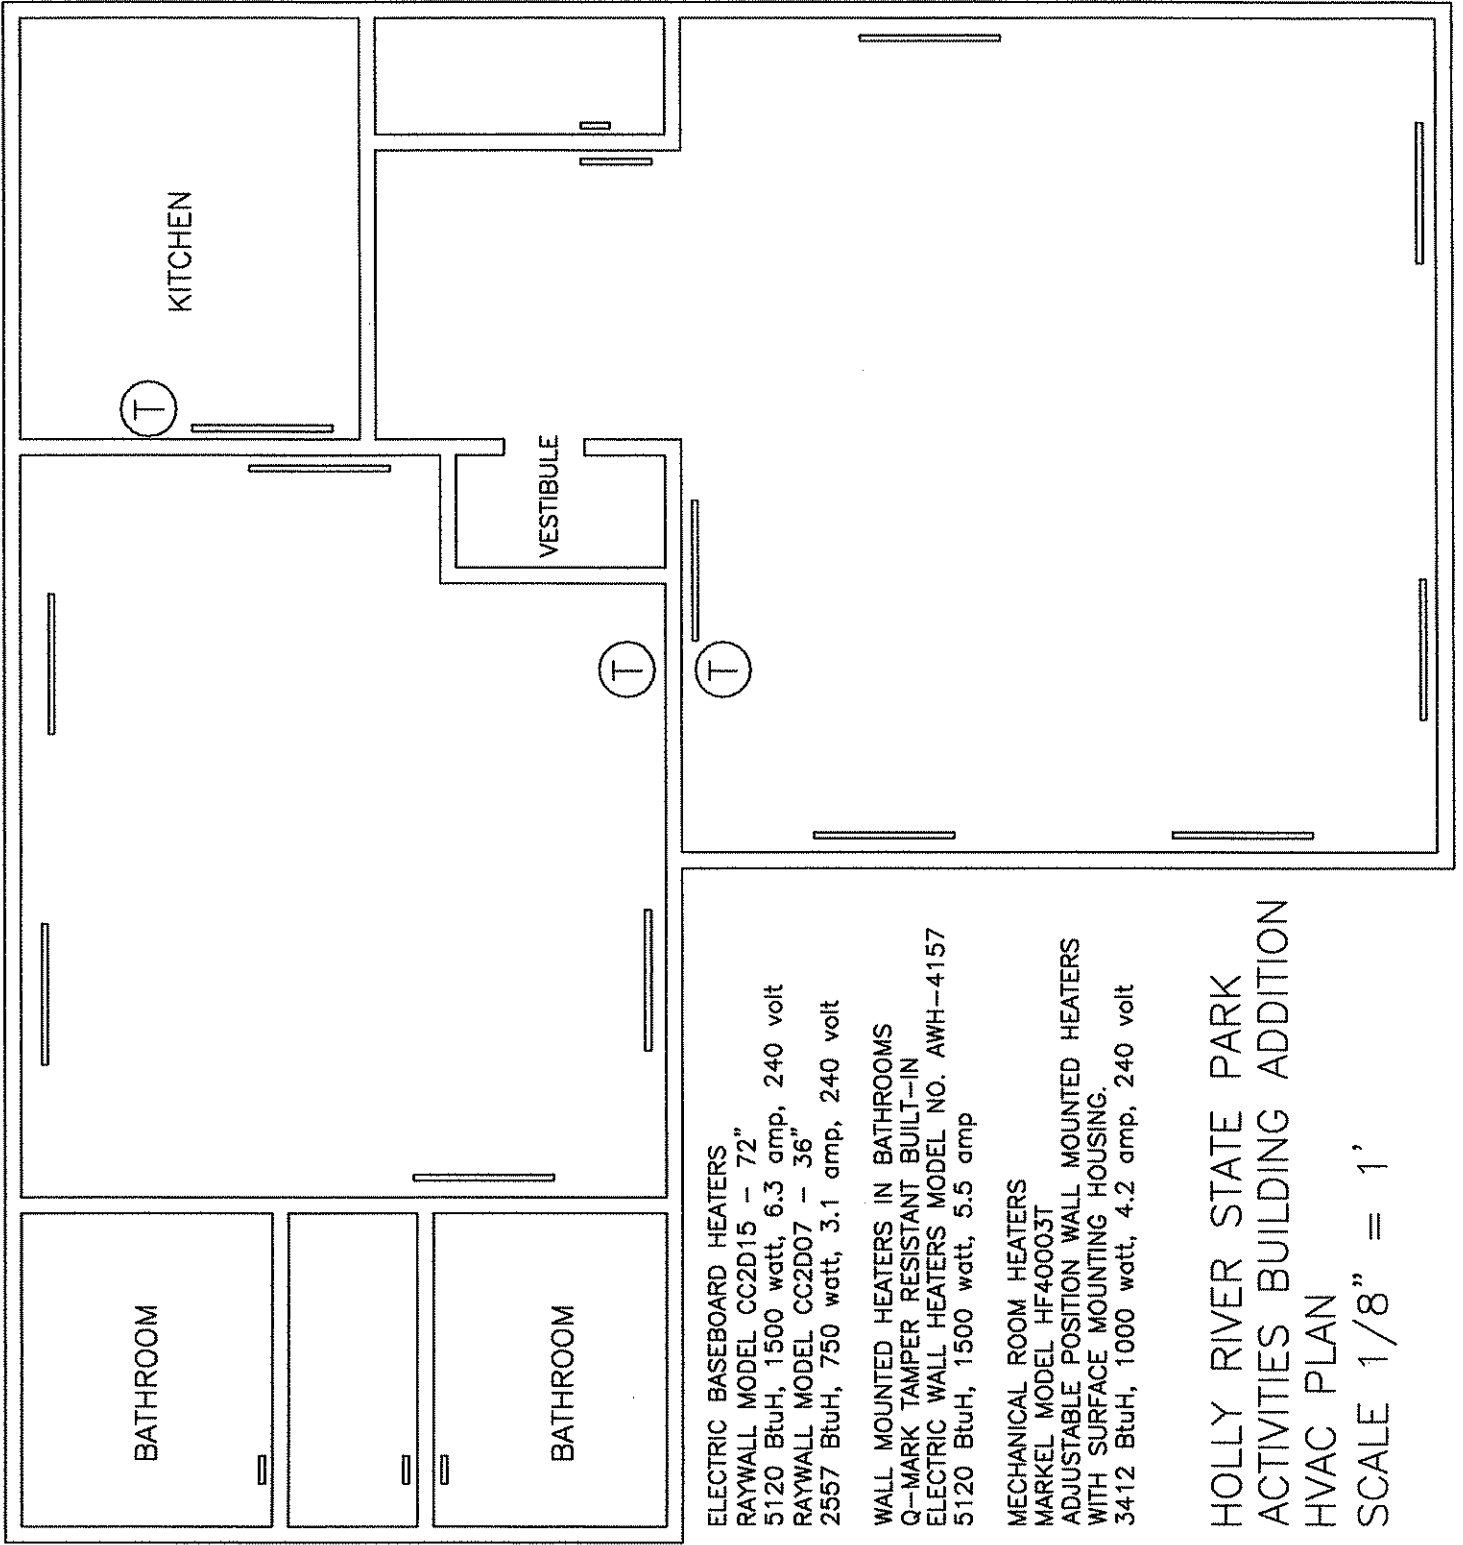 KITCHEN
T
VESTIBULE
T
T
BATHROOM
BATHROOM
ELECTRIC BASEBOARD HEATERS
RAYWALL MODEL CC2D15 – 72"
5120 BtuH, 1500 watt, 6.3 amp, 240 volt
RAYWALL MODEL CC2D07 – 36"
2557 BtuH, 750 watt, 3.1 amp, 240 volt
WALL MOUNTED HEATERS IN BATHROOMS
Q–MARK TAMPER RESISTANT BUILT–IN
ELECTRIC WALL HEATERS MODEL NO. AWH–4157
5120 BtuH, 1500 watt, 5.5 amp
MECHANICAL ROOM HEATERS
MARKEL MODEL HF40003T
ADJUSTABLE POSITION WALL MOUNTED HEATERS
WITH SURFACE MOUNTING HOUSING.
3412 BtuH, 1000 watt, 4.2 amp, 240 volt
HOLLY RIVER STATE PARK
ACTIVITIES BUILDING ADDITION
HVAC PLAN
SCALE 1/8" = 1'